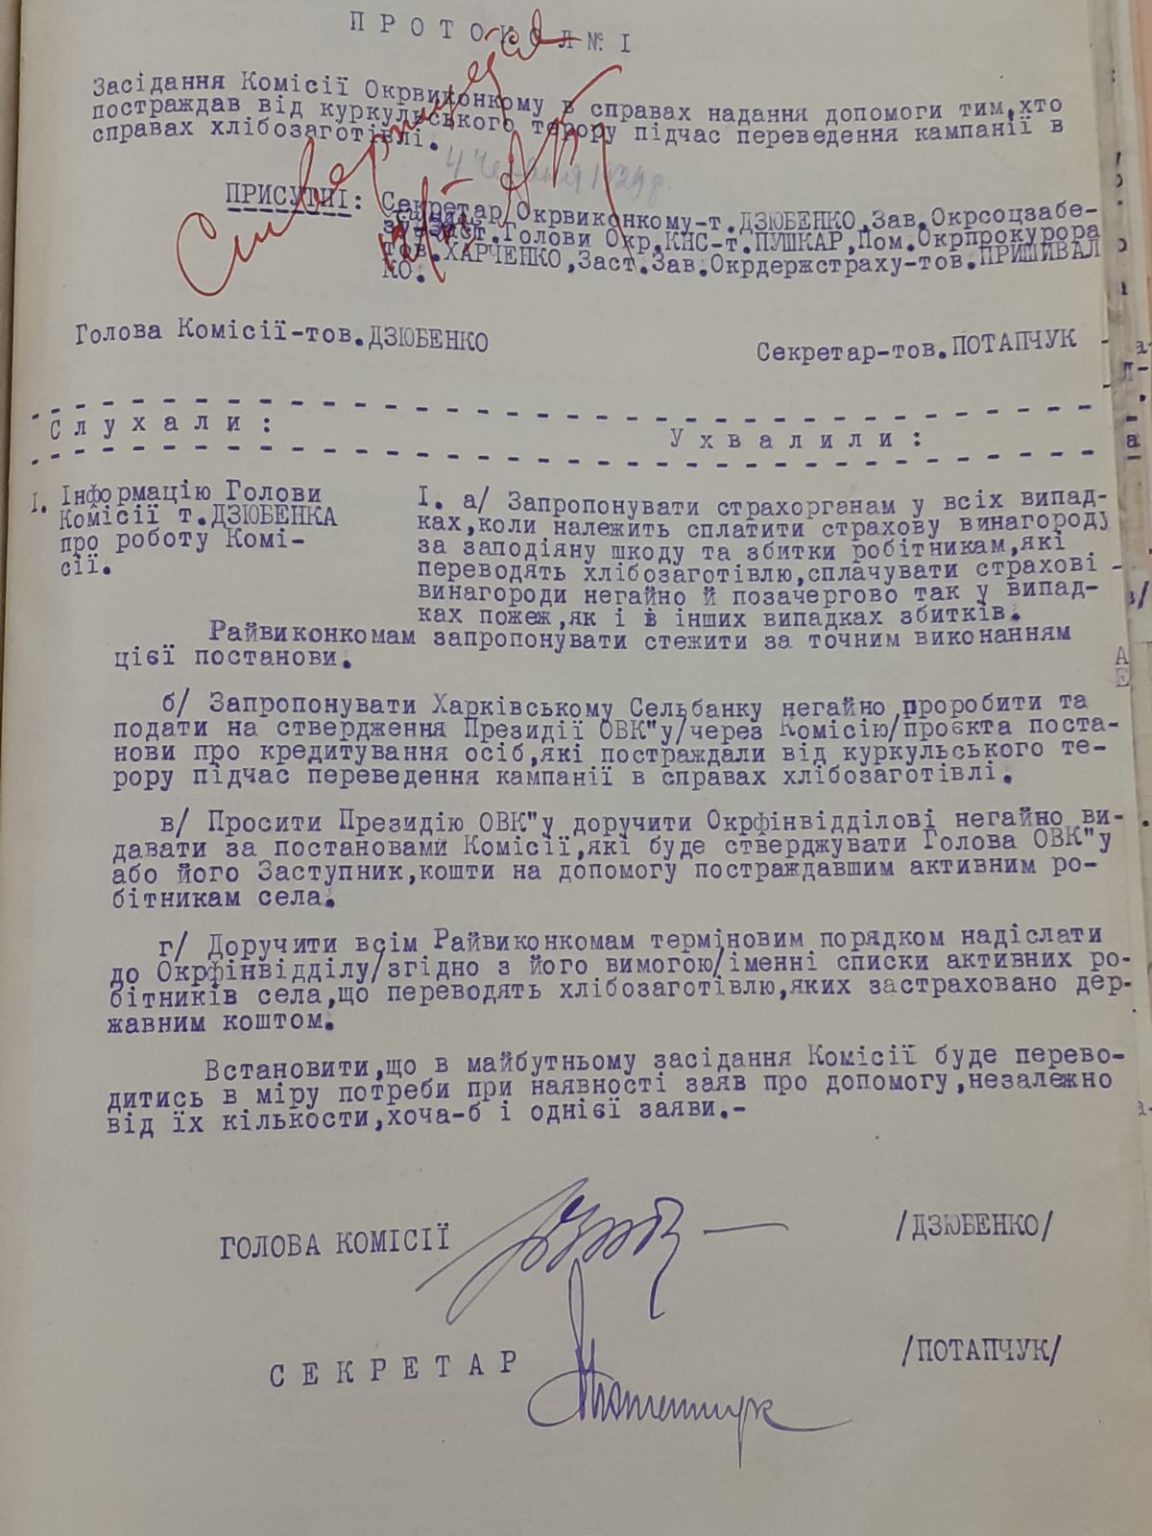 ПРОТОКОЛ № I
Засідання Комісії Окрвиконкому в справах надання допомоги тим,хто
постраждав від куркульського терору підчас переведення кампанії в
справах хлібозаготівлі.
4 червня 1929р.
ПРИСУТНІ: Секретар Окрвиконкому-т.ДЗЮБЕНКО,Зав.Окрсоцзабе-
Заст.Голови Окр.КНС-т.ПУШКАР,Пом.Окрпрокурора
тов.ХАРЧЕНКО,Заст.Зав.Окрдержстраху-тов.ПРИШИВАЛ
КО.
Голова Комісії-тов.ДЗЮБЕНКО
Секретар-тов.ПОТАПЧУК
Слухали:
Ухвалили:
I. Інформацію Голови
Комісії т.ДЗЮБЕНКА
про роботу Комі-
сії.
I. а/ Запропонувати страхорганам у всіх випад-
ках,коли належить сплатити страхову винагороду
за заподіяну шкоду та збитки робітникам,які
переводять хлібозаготівлю,сплачувати страхові
винагороди негайно й позачергово так у випад-
ках пожеж,як і в інших випадках збитків.
Райвиконкомам запропонувати стежити за точним виконанням
цієї постанови.
б/ Запропонувати Харківському Сельбанку негайно проробити та
подати на ствердження Президії ОВК"у/через Комісію/проєкта поста-
нови про кредитування осіб,які постраждали від куркульського те-
рору підчас переведення кампанії в справах хлібозаготівлі.
в/ Просити Президію ОВК"у доручити Окрфінвідділові негайно ви-
давати за постановами Комісії,які буде стверджувати Голова ОВК"у
або його Заступник,кошти на допомогу постраждавшим активним ро-
бітникам села.
г/ Доручити всім Райвиконкомам терміновим порядком надіслати
до Окрфінвідділу/згідно з його вимогою/іменні списки активних ро-
бітників села,що переводять хлібозаготівлю,яких застраховано дер-
жавним коштом.
Встановити,що в майбутньому засідання Комісії буде перево-
дитись в міру потреби при наявності заяв про допомогу,незалежно
від їх кількости,хоча-б і однієї заяви.-
ГОЛОВА КОМІСІЇ
/ДЗЮБЕНКО/
СЕКРЕТАР
/ПОТАПЧУК/